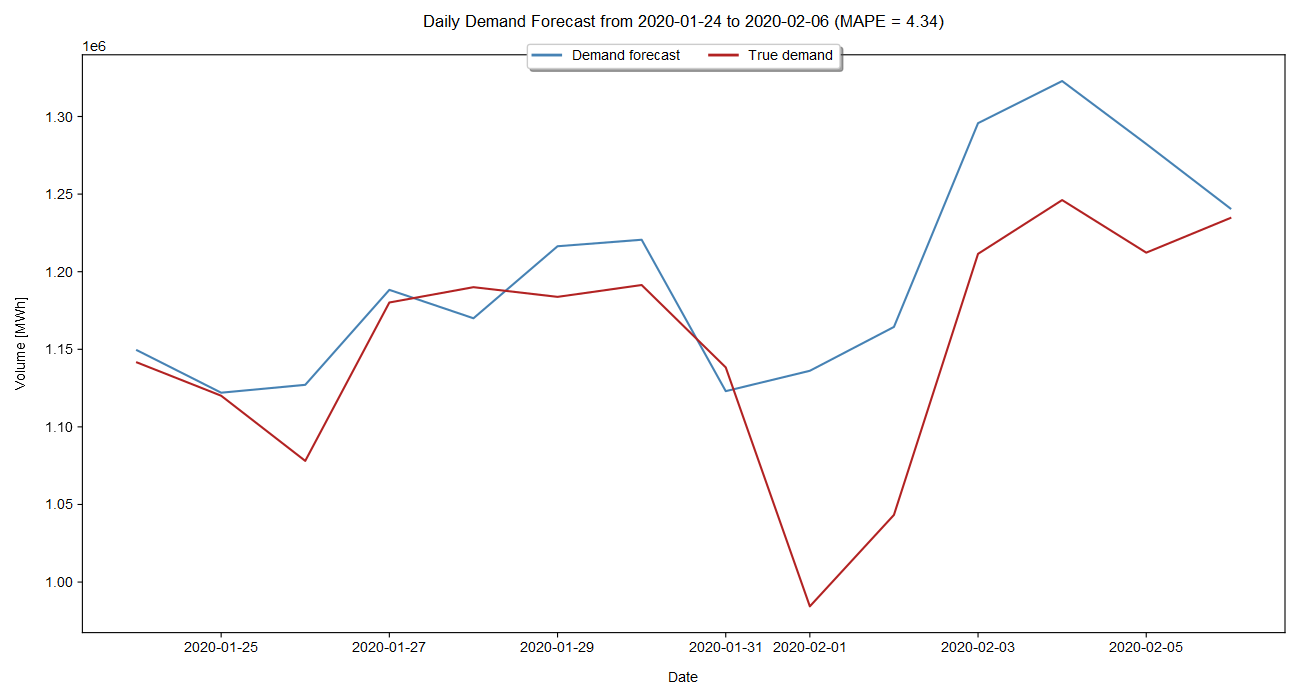 Daily Demand Forecast from 2020-01-24 to 2020-02-06 (MAPE = 4.34)
1e6
Demand forecast True demand
1.30
1.25
1.20
1.15
1.10
1.05
1.00
Volume [MWh]
2020-01-25 2020-01-27 2020-01-29 2020-01-31 2020-02-01 2020-02-03 2020-02-05
Date